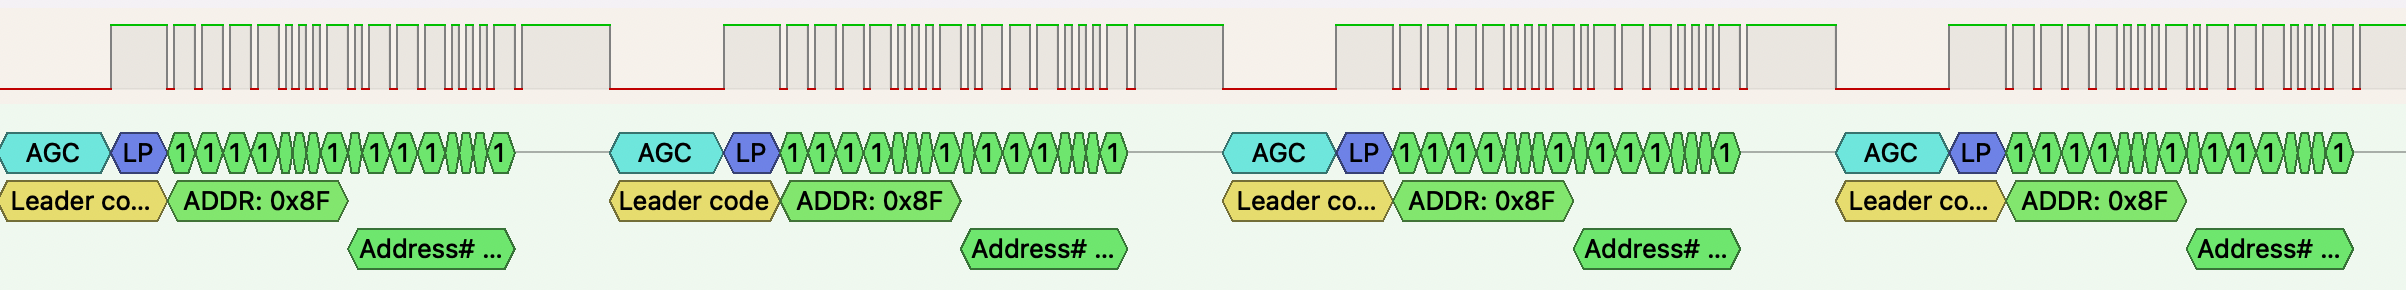 AGC LP 1 1 1 1 1 1 1 1 1 AGC LP 1 1 1 1 1 1 1 1 1 AGC LP 1 1 1 1 1 1 1 1 1 AGC LP 1 1 1 1 1 1 1 1 1
Leader co... ADDR: 0x8F Leader code ADDR: 0x8F Leader co... ADDR: 0x8F Leader co... ADDR: 0x8F
Address# ... Address# ... Address# ... Address# ...